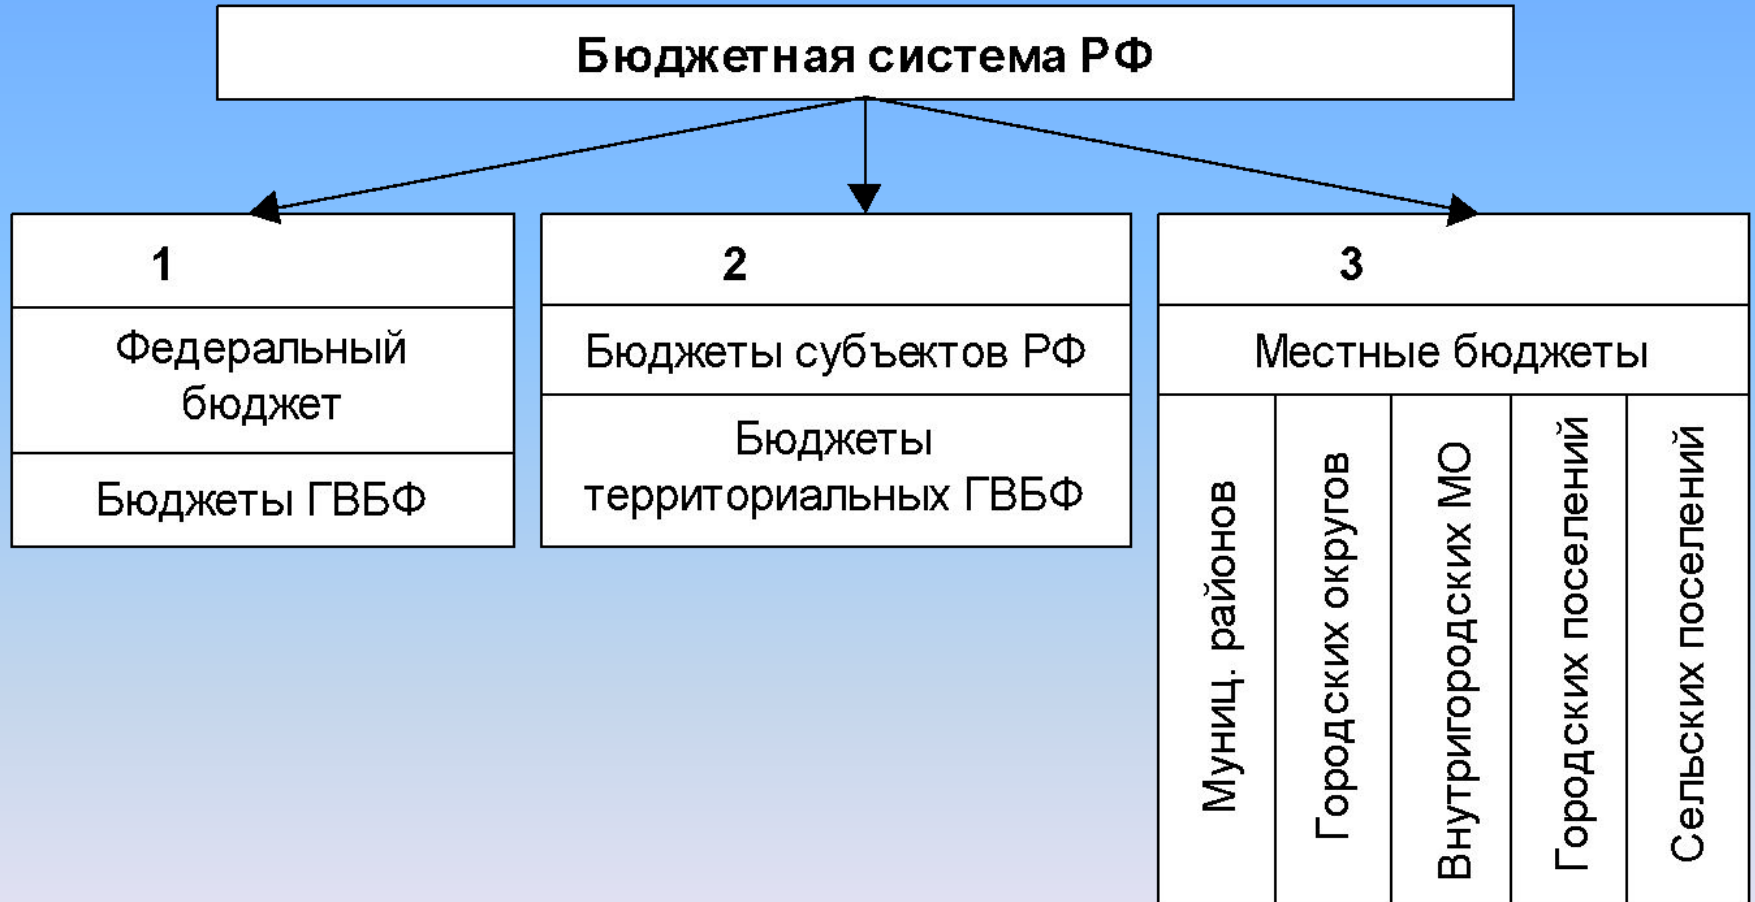 Бюджетная система РФ
1
Федеральный
бюджет
Бюджеты ГВБФ
2
Бюджеты субъектов РФ
Бюджеты
территориальных ГВБФ
3
Местные бюджеты
Муниц. районов
Городских округов
Внутригородских МО
Городских поселений
Сельских поселений